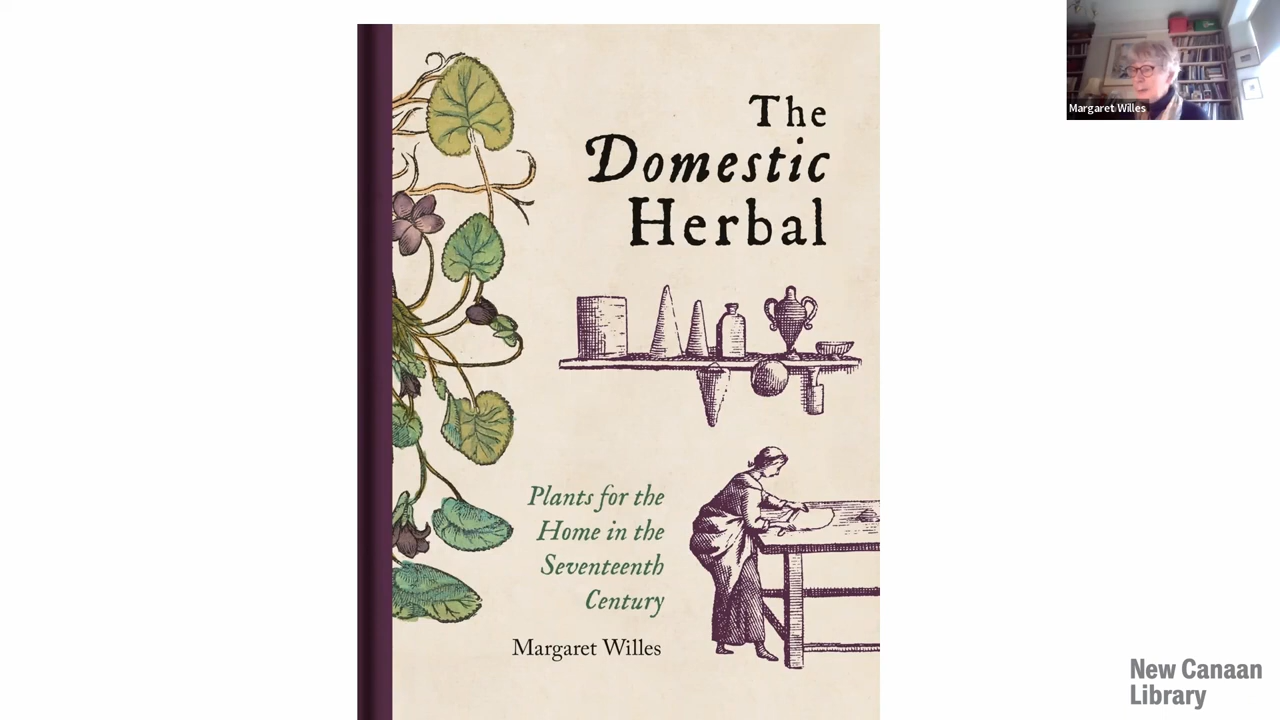 The
Domestic
Herbal
Plants for the
Home in the
Seventeenth
Century
Margaret Willes
Margaret Willes
New Canaan
Library